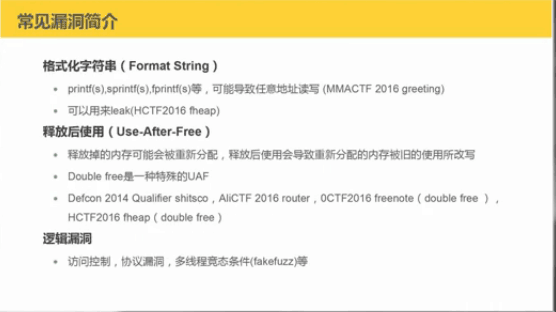 常见漏洞简介
格式化字符串（Format String）
• printf(s),sprintf(s),fprintf(s)等，可能导致任意地址读写 (MMACTF 2016 greeting)
• 可以用来leak(HCTF2016 fheap)
释放后使用（Use-After-Free）
• 释放掉的内存可能会被重新分配，释放后使用会导致重新分配的内存被旧的使用所改写
• Double free是一种特殊的UAF
• Defcon 2014 Qualifier shitsco，AliCTF 2016 router，0CTF2016 freenote（double free ），
HCTF2016 fheap（double free）
逻辑漏洞
• 访问控制，协议漏洞，多线程竞态条件(fakefuzz)等